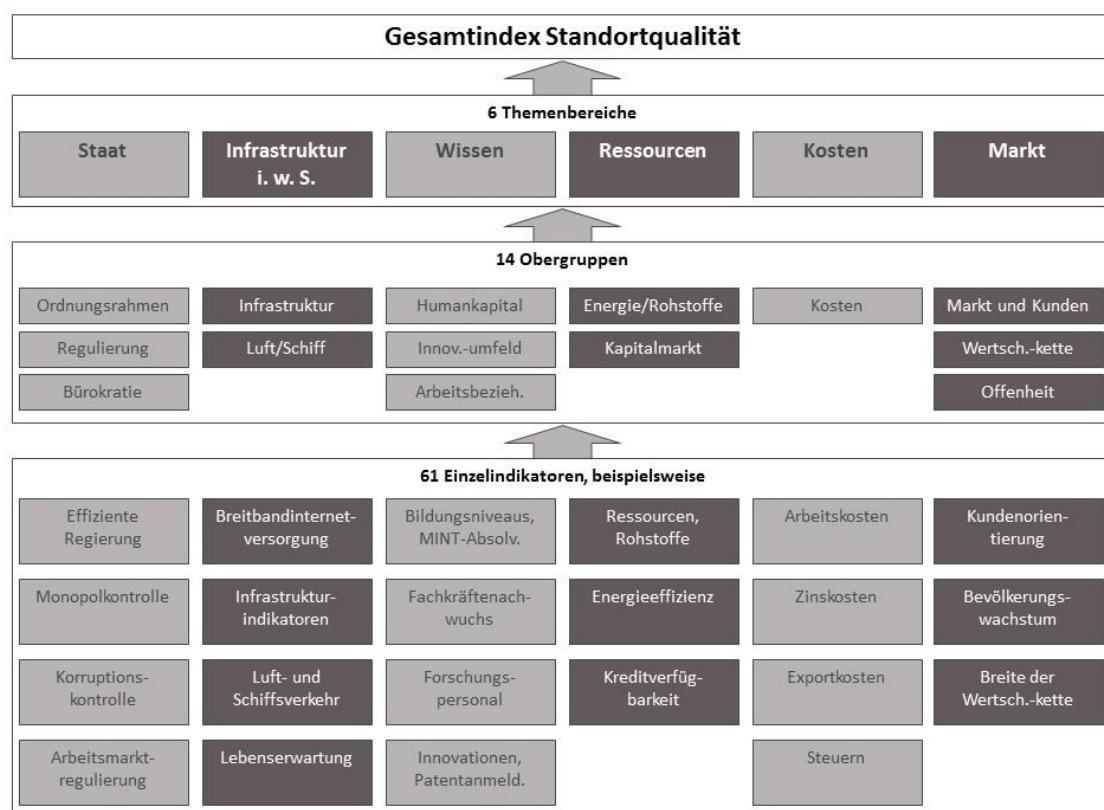 Gesamtindex Standortqualität
6 Themenbereiche
Staat
Infrastruktur
i. w. S.
Wissen
Ressourcen
Kosten
Markt
14 Obergruppen
Ordnungsrahmen
Infrastruktur
Humankapital
Energie/Rohstoffe
Kosten
Markt und Kunden
Regulierung
Luft/Schiff
Innov.-umfeld
Kapitalmarkt
Wertsch.-kette
Bürokratie
Arbeitsbezieh.
Offenheit
61 Einzelindikatoren, beispielsweise
Effiziente
Regierung
Breitbandinternet-
versorgung
Bildungsniveaus,
MINT-Absolv.
Ressourcen,
Rohstoffe
Arbeitskosten
Kundenorien-
tierung
Monopolkontrolle
Infrastruktur-
indikatoren
Fachkräftenach-
wuchs
Energieeffizienz
Zinskosten
Bevölkerungs-
wachstum
Korruptions-
kontrolle
Luft- und
Schiffsverkehr
Forschungs-
personal
Kreditverfüg-
barkeit
Exportkosten
Breite der
Wertsch.-kette
Arbeitsmarkt-
regulierung
Lebenserwartung
Innovationen,
Patentanmeld.
Steuern